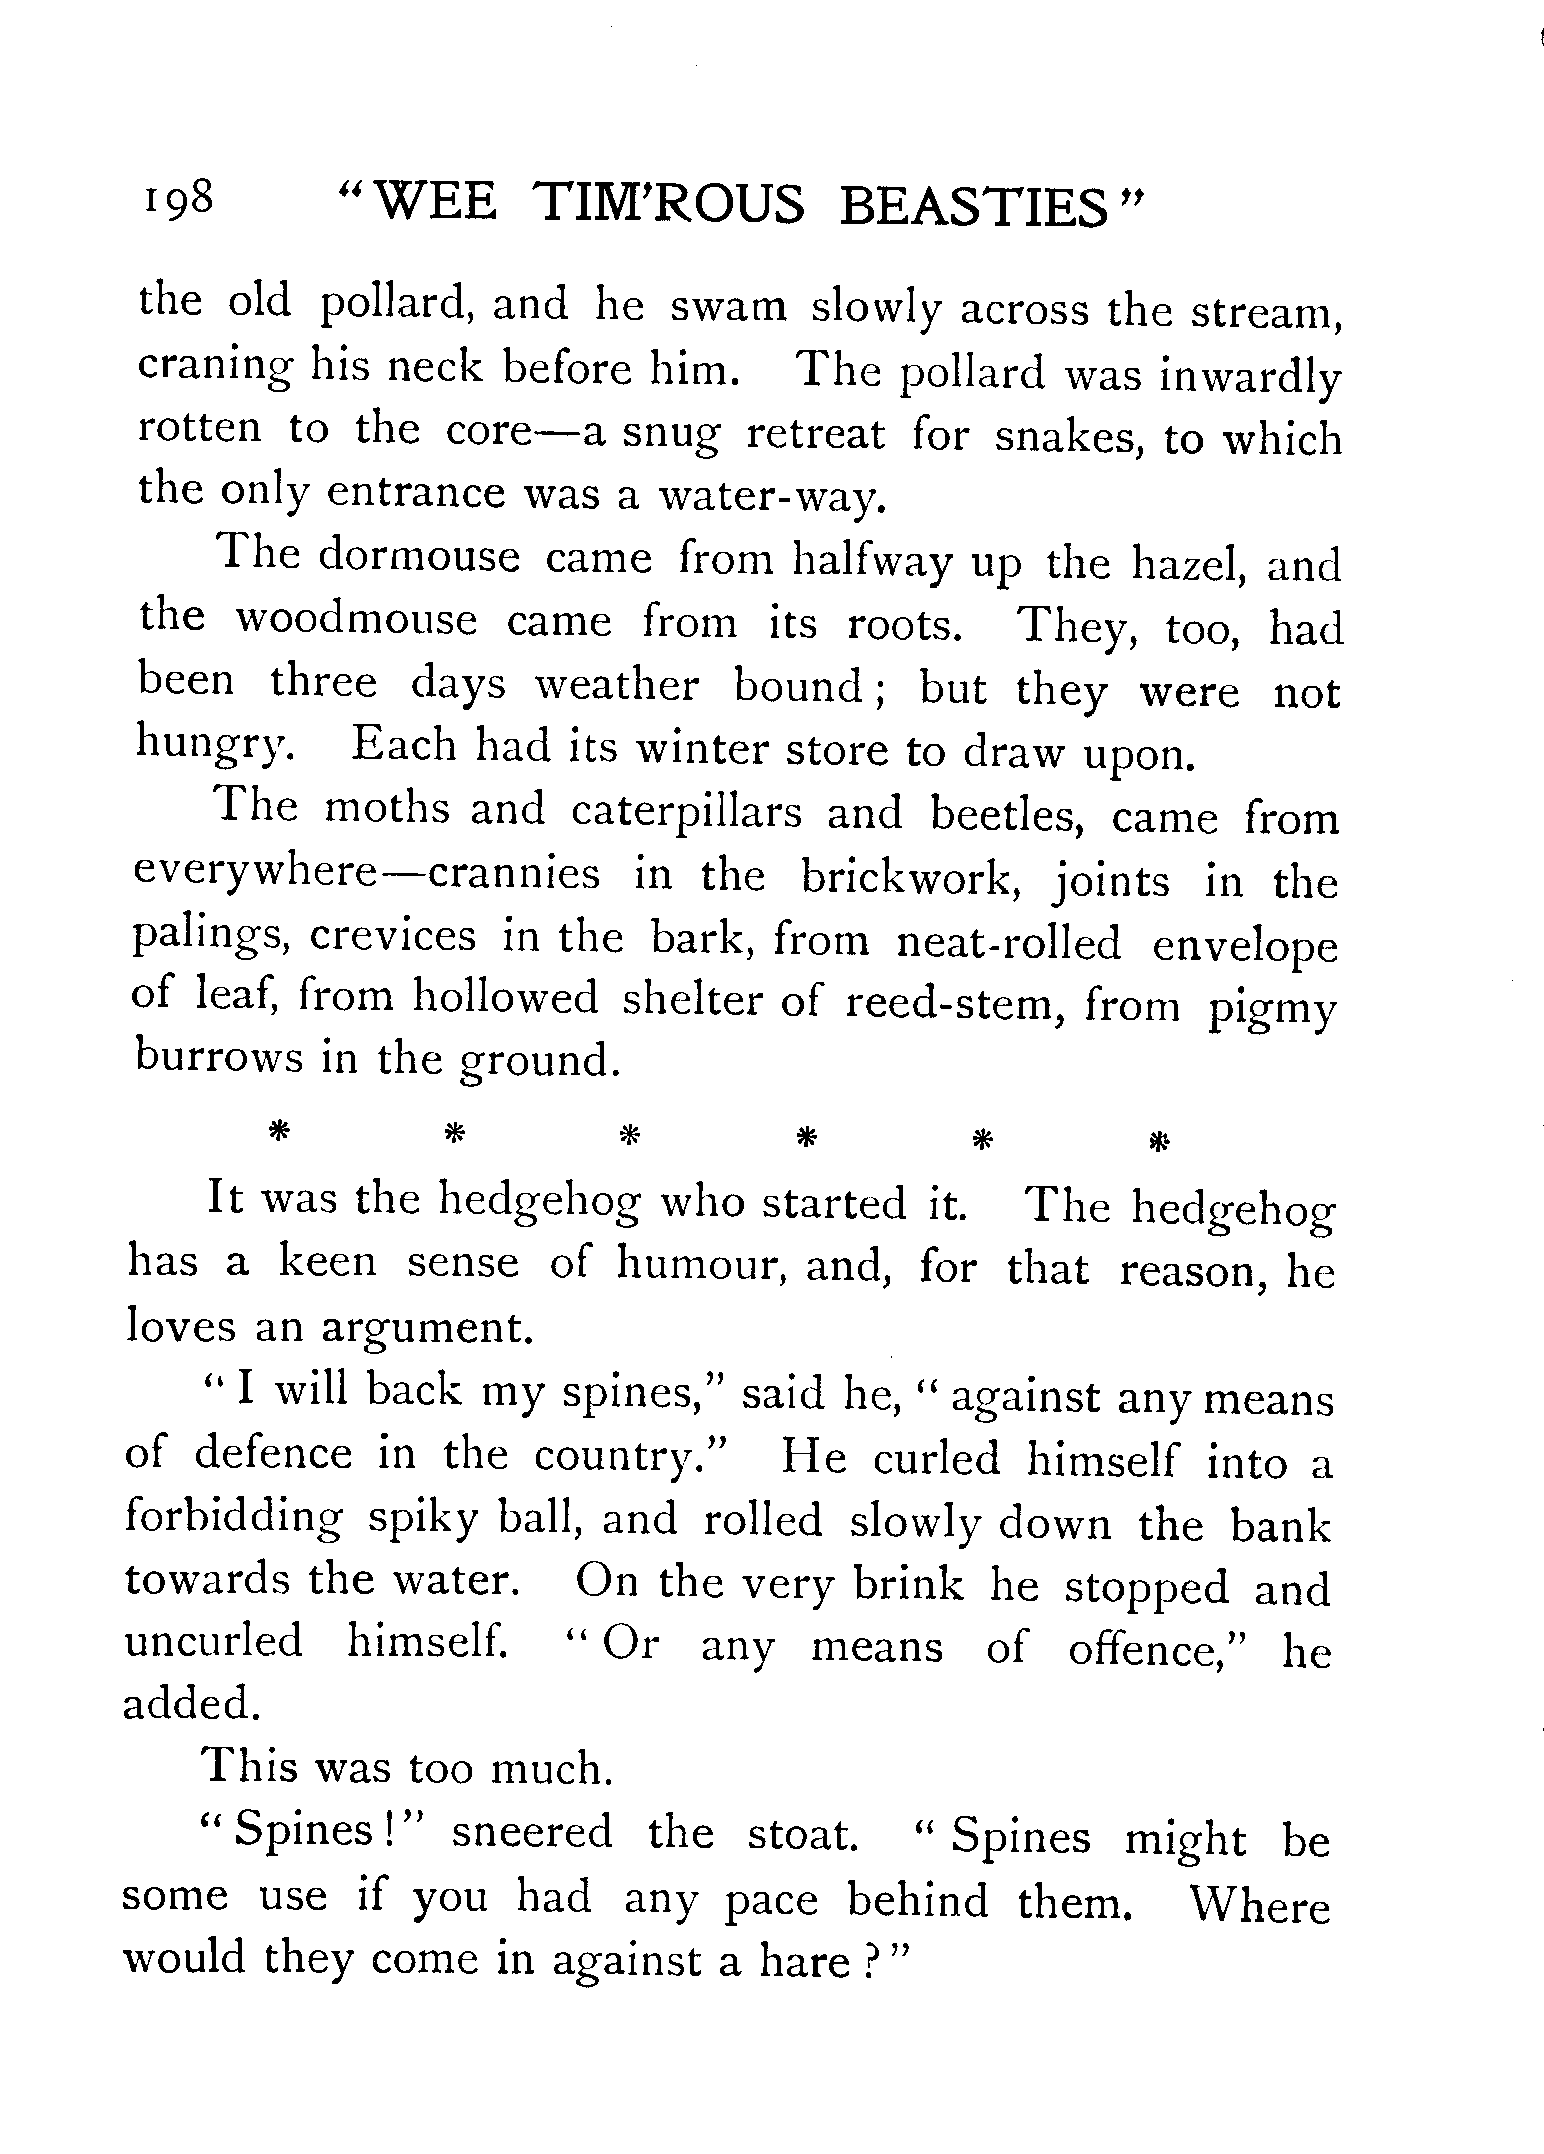 198 "WEE TIM'ROUS BEASTIES"
the old pollard, and he swam slowly across the stream,
craning his neck before him. The pollard was inwardly
rotten to the core—a snug retreat for snakes, to which
the only entrance was a water-way.
The dormouse came from halfway up the hazel, and
the woodmouse came from its roots. They, too, had
been three days weather bound; but they were not
hungry. Each had its winter store to draw upon.
The moths and caterpillars and beetles, came from
everywhere—crannies in the brickwork, joints in the
palings, crevices in the bark, from neat-rolled envelope
of leaf, from hollowed shelter of reed-stem, from pigmy
burrows in the ground.
* * * * * *
It was the hedgehog who started it. The hedgehog
has a keen sense of humour, and, for that reason, he
loves an argument.
"I will back my spines," said he, "against any means
of defence in the country." He curled himself into a
forbidding spiky ball, and rolled slowly down the bank
towards the water. On the very brink he stopped and
uncurled himself. "Or any means of offence," he
added.
This was too much.
"Spines!" sneered the stoat. "Spines might be
some use if you had any pace behind them. Where
would they come in against a hare?"